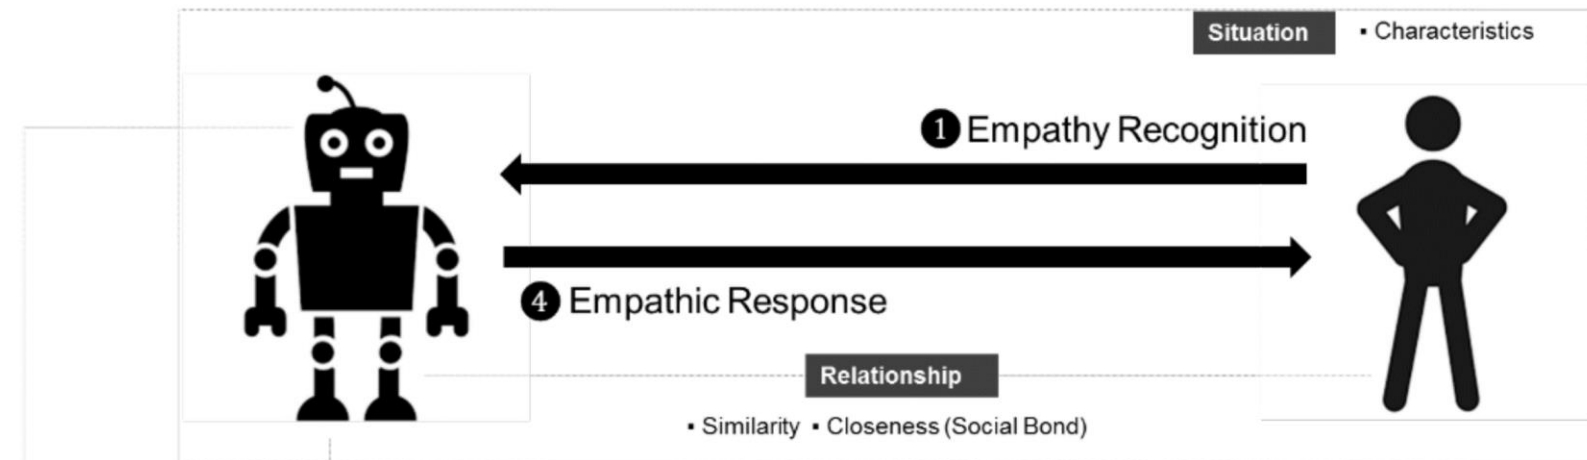 Situation ▪ Characteristics
❶ Empathy Recognition
❹ Empathic Response
Relationship
▪ Similarity ▪ Closeness (Social Bond)